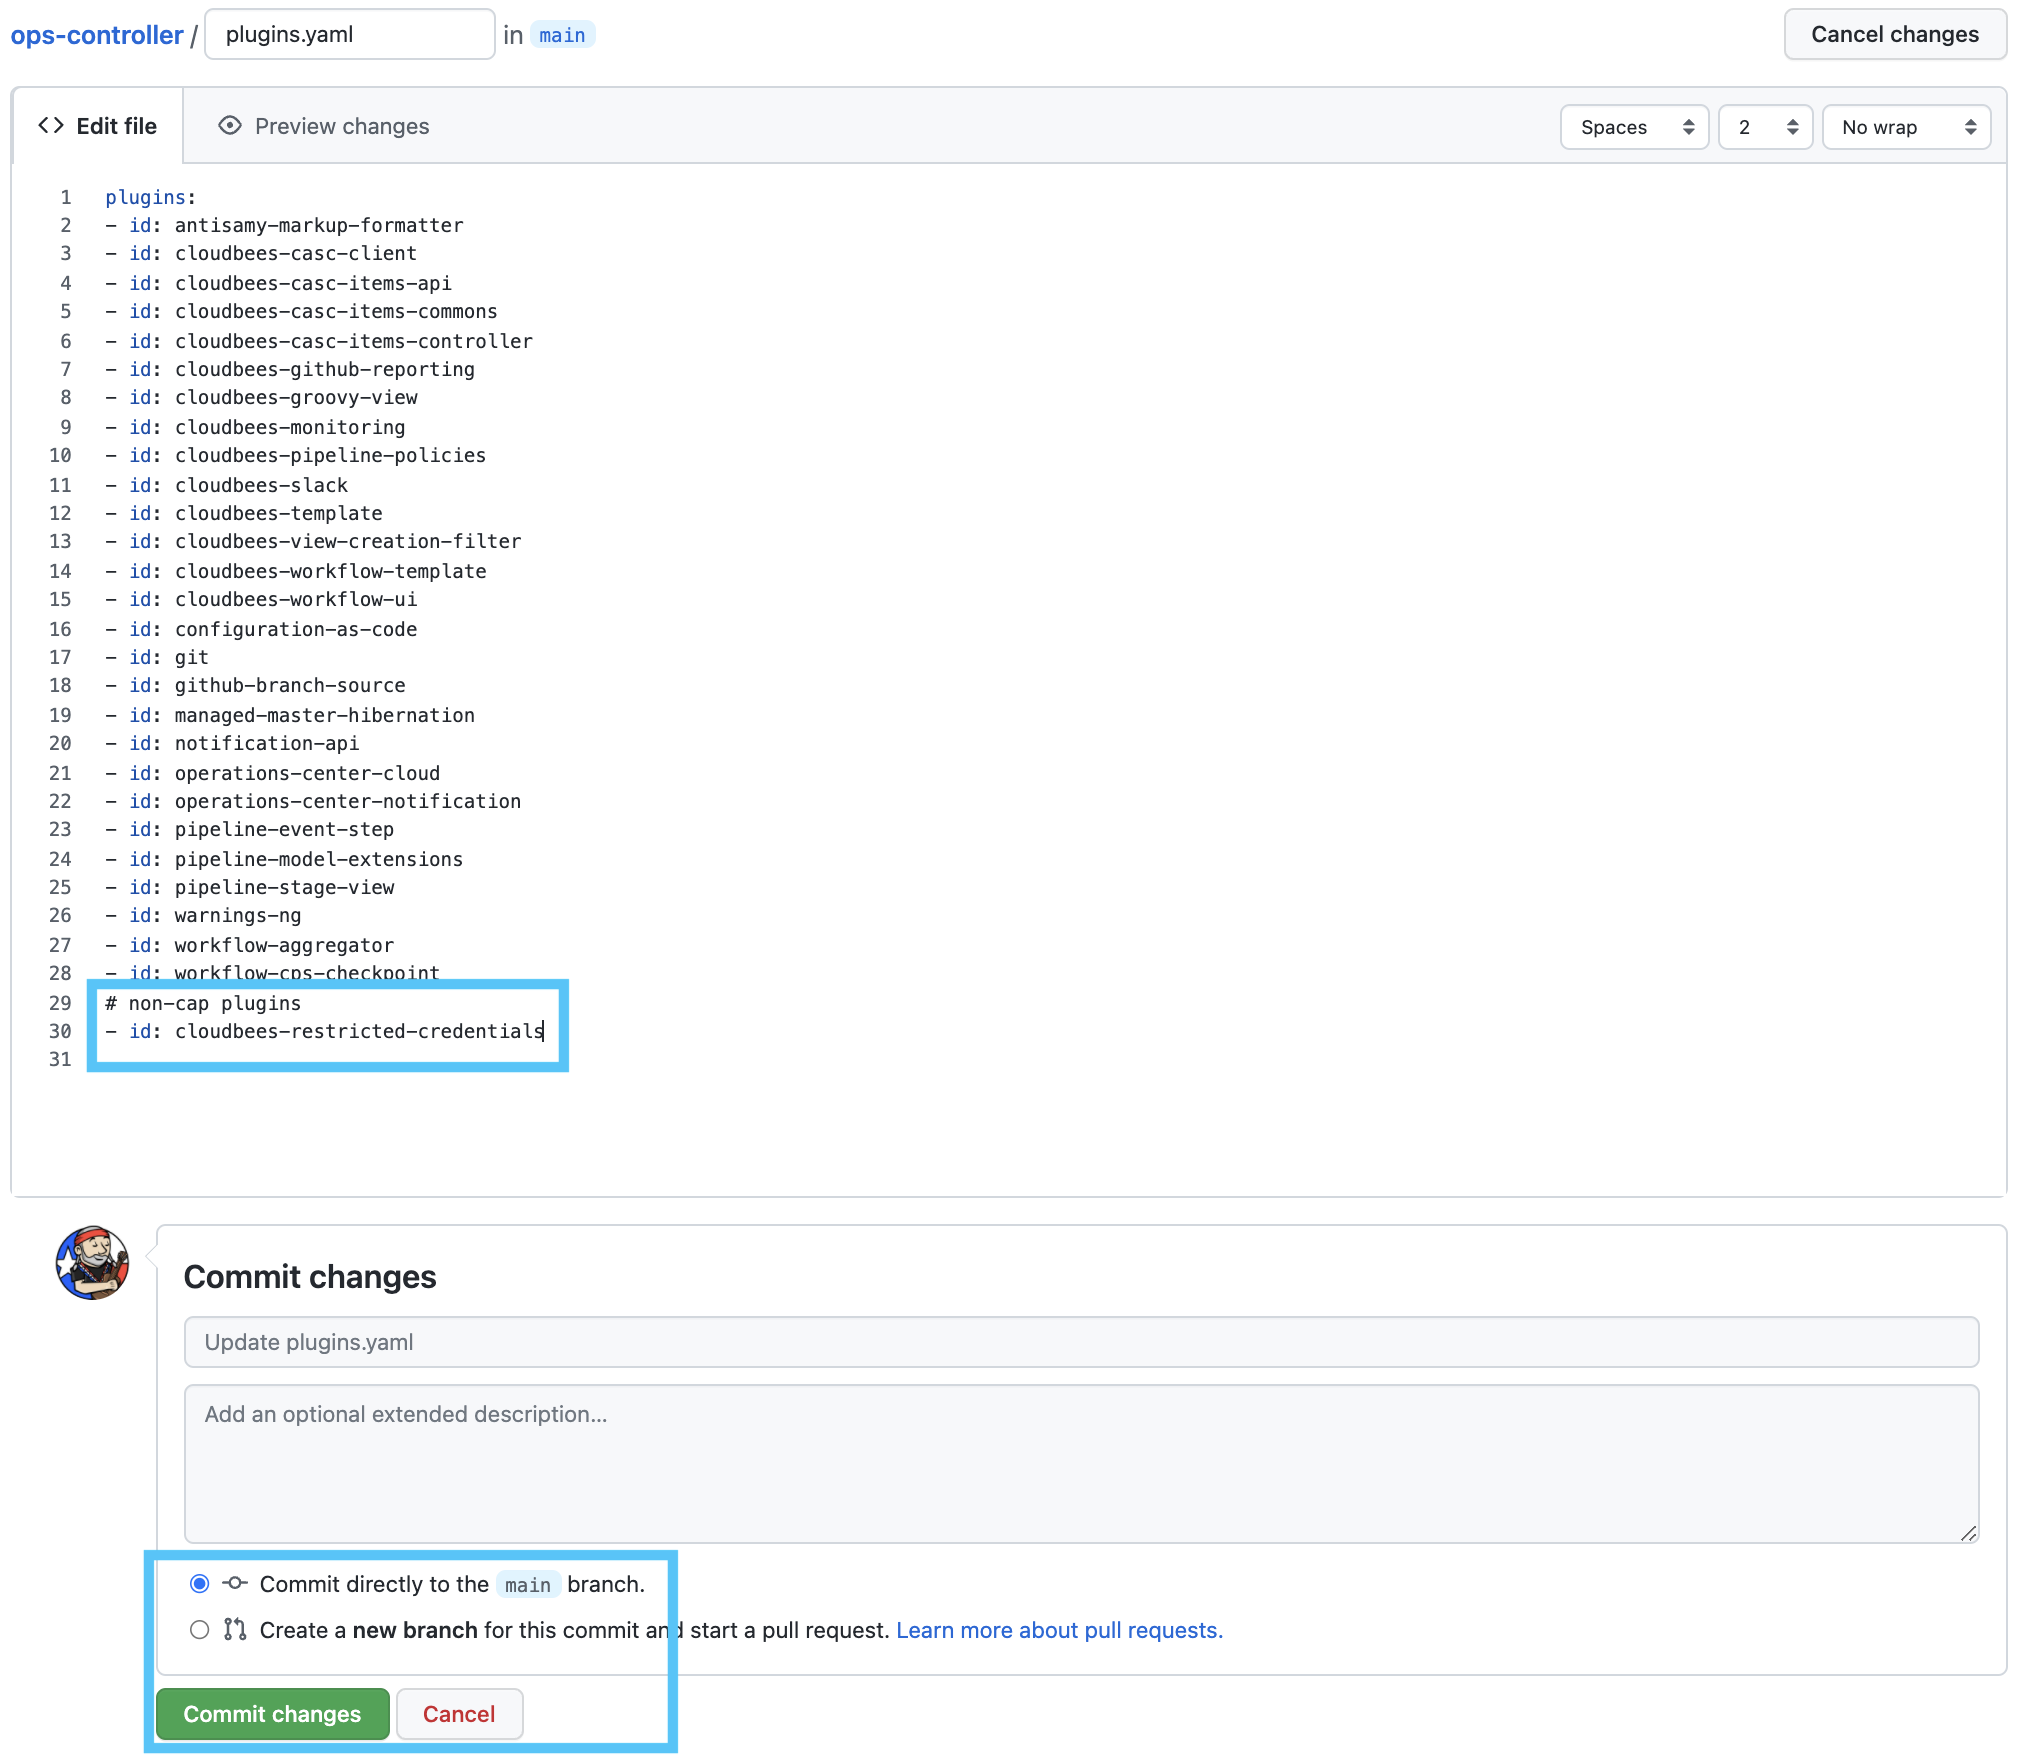 ops-controller / plugins.yaml in main Cancel changes
Edit file Preview changes Spaces 2 No wrap
1 plugins:
2 - id: antisamy-markup-formatter
3 - id: cloudbees-casc-client
4 - id: cloudbees-casc-items-api
5 - id: cloudbees-casc-items-commons
6 - id: cloudbees-casc-items-controller
7 - id: cloudbees-github-reporting
8 - id: cloudbees-groovy-view
9 - id: cloudbees-monitoring
10 - id: cloudbees-pipeline-policies
11 - id: cloudbees-slack
12 - id: cloudbees-template
13 - id: cloudbees-view-creation-filter
14 - id: cloudbees-workflow-template
15 - id: cloudbees-workflow-ui
16 - id: configuration-as-code
17 - id: git
18 - id: github-branch-source
19 - id: managed-master-hibernation
20 - id: notification-api
21 - id: operations-center-cloud
22 - id: operations-center-notification
23 - id: pipeline-event-step
24 - id: pipeline-model-extensions
25 - id: pipeline-stage-view
26 - id: warnings-ng
27 - id: workflow-aggregator
28 - id: workflow-cps-checkpoint
29 # non-cap plugins
30 - id: cloudbees-restricted-credentials
31
Commit changes
Update plugins.yaml
Add an optional extended description...
Commit directly to the main branch.
Create a new branch for this commit and start a pull request. Learn more about pull requests.
Commit changes Cancel